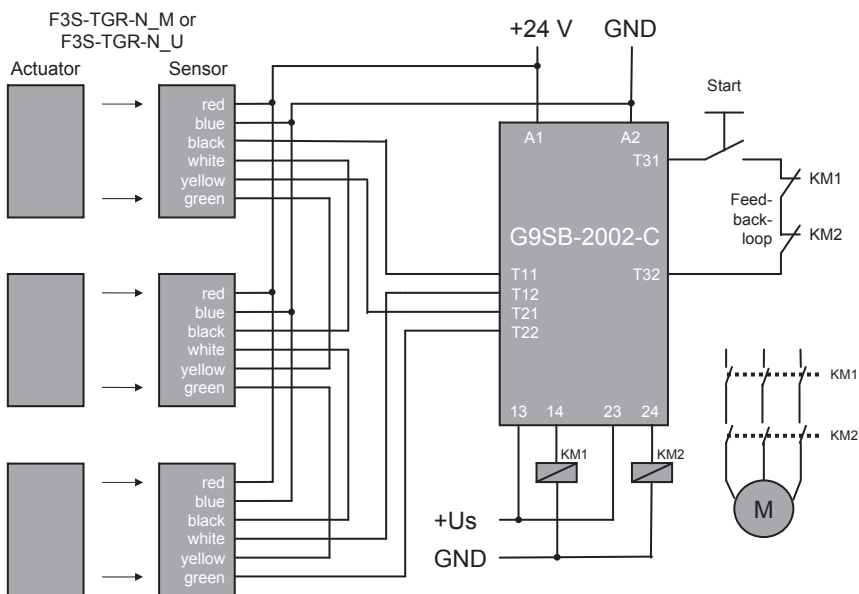 F3S-TGR-N_M or
F3S-TGR-N_U
Actuator
Sensor
red
blue
black
white
yellow
green
red
blue
black
white
yellow
green
red
blue
black
white
yellow
green
+24 V
GND
A1
A2
T31
G9SB-2002-C
T11
T12
T21
T22
T32
13
14
23
24
Start
KM1
Feed-
back-
loop
KM2
KM1
KM2
+Us
GND
KM1
KM2
M